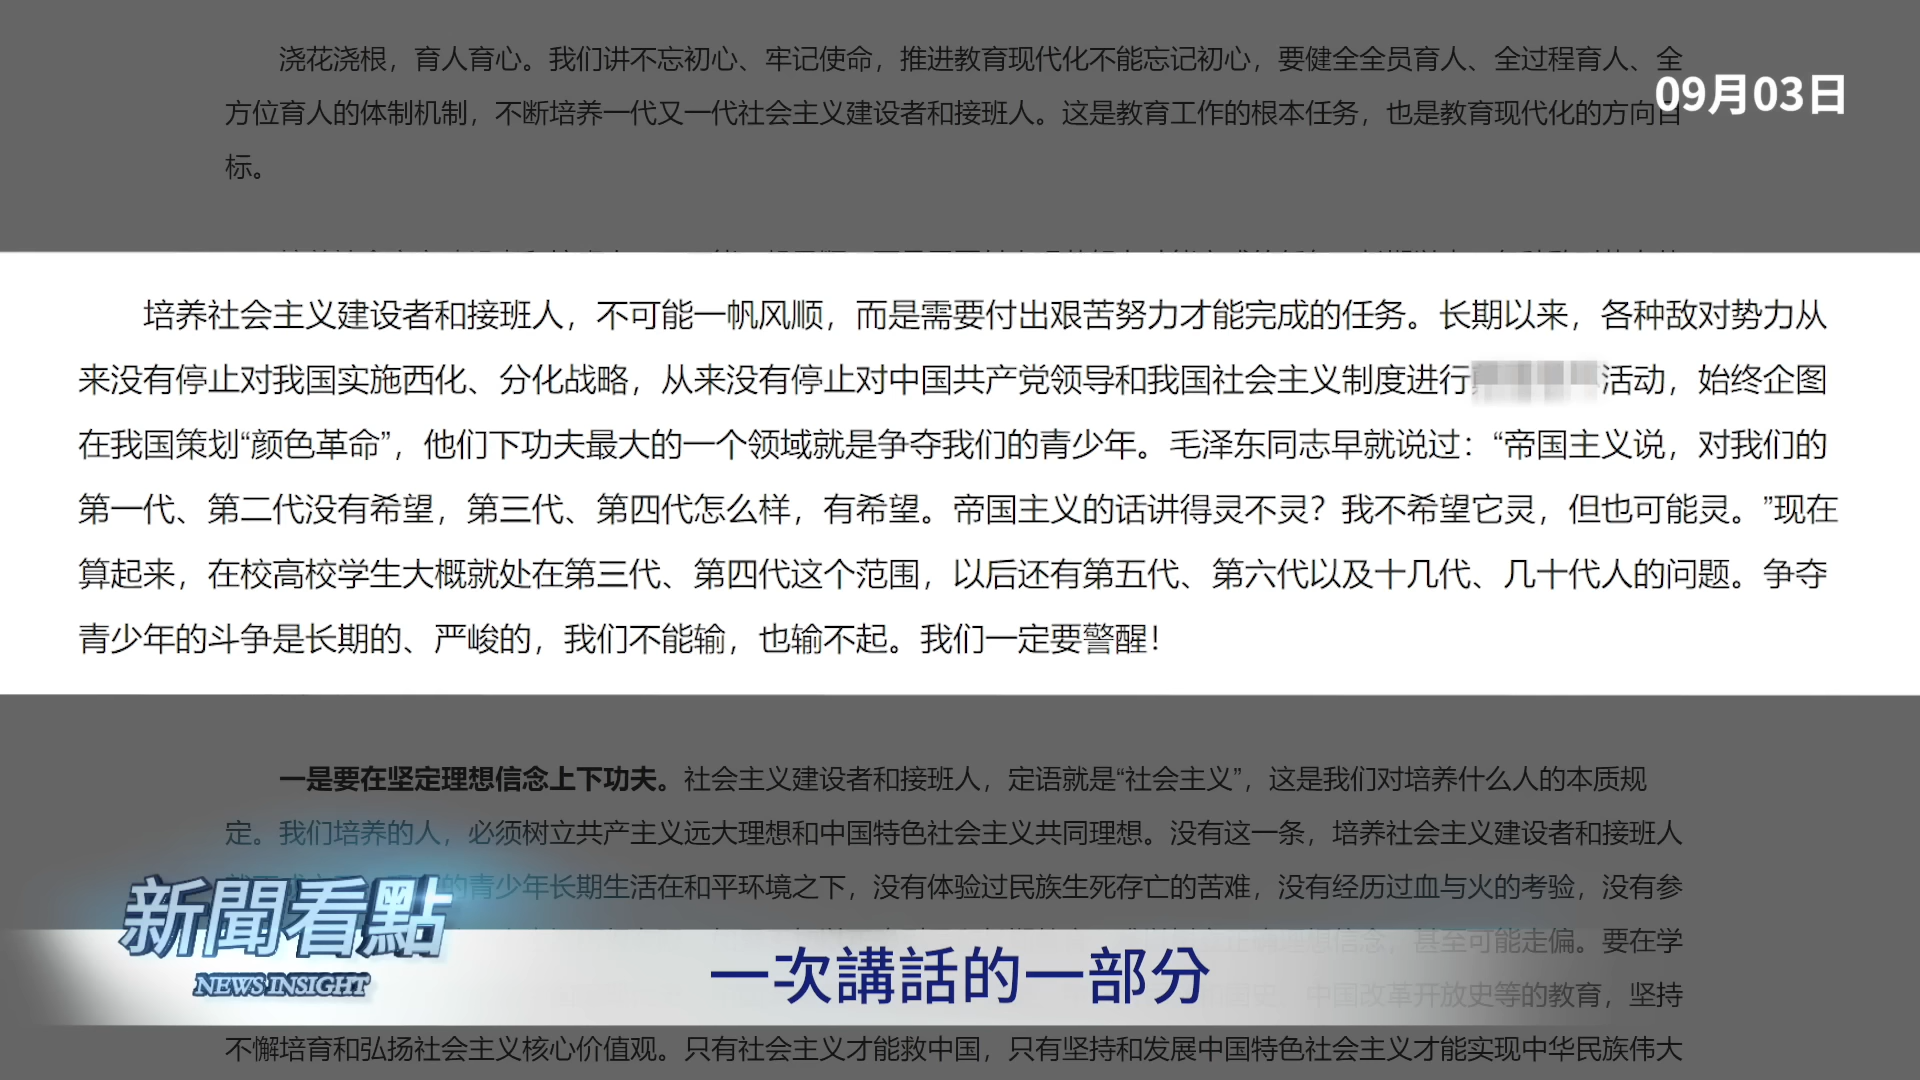 浇花浇根，育人育心。我们讲不忘初心、牢记使命，推进教育现代化不能忘记初心，要健全全员育人、全过程育人、全
09月03日
方位育人的体制机制，不断培养一代又一代社会主义建设者和接班人。这是教育工作的根本任务，也是教育现代化的方向目
标。
培养社会主义建设者和接班人，不可能一帆风顺，而是需要付出艰苦努力才能完成的任务。长期以来，各种敌对势力从
来没有停止对我国实施西化、分化战略，从来没有停止对中国共产党领导和我国社会主义制度进行活动，始终企图
在我国策划“颜色革命”，他们下功夫最大的一个领域就是争夺我们的青少年。毛泽东同志早就说过：“帝国主义说，对我们的
第一代、第二代没有希望，第三代、第四代怎么样，有希望。帝国主义的话讲得灵不灵？我不希望它灵，但也可能灵。”现在
算起来，在校高校学生大概就处在第三代、第四代这个范围，以后还有第五代、第六代以及十几代、几十代人的问题。争夺
青少年的斗争是长期的、严峻的，我们不能输，也输不起。我们一定要警醒！
一是要在坚定理想信念上下功夫。社会主义建设者和接班人，定语就是“社会主义”，这是我们对培养什么人的本质规
定。我们培养的人，必须树立共产主义远大理想和中国特色社会主义共同理想。没有这一条，培养社会主义建设者和接班人
的青少年长期生活在和平环境之下，没有体验过民族生死存亡的苦难，没有经历过血与火的考验，没有参
新聞看點
甚至可能走偏。要在学
一次講話的一部分
NEWS INSIGHT
中国改革开放史等的教育，坚持
不懈培育和弘扬社会主义核心价值观。只有社会主义才能救中国，只有坚持和发展中国特色社会主义才能实现中华民族伟大